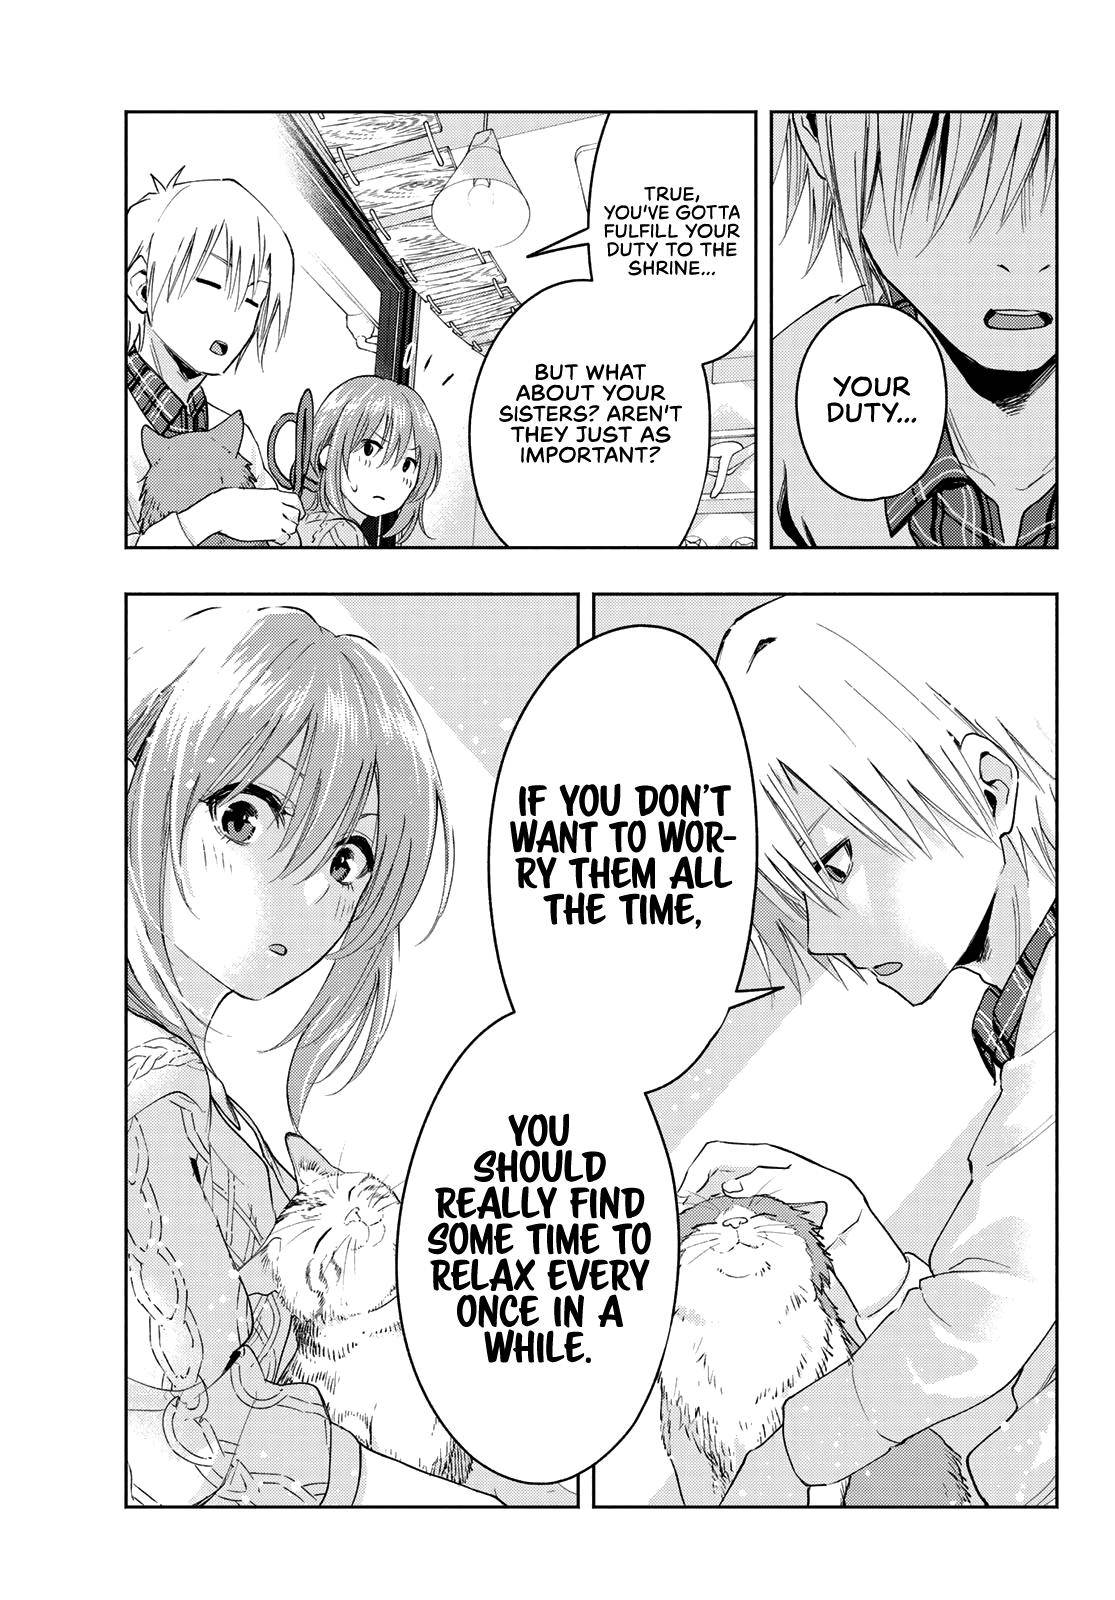 YOUR
DUTY...
TRUE,
YOU'VE GOTTA
FULFILL YOUR
DUTY TO THE
SHRINE...
BUT WHAT
ABOUT YOUR
SISTERS? AREN'T
THEY JUST AS
IMPORTANT?
IF YOU DON'T
WANT TO WOR-
RY THEM ALL
THE TIME,
YOU
SHOULD
REALLY FIND
SOME TIME TO
RELAX EVERY
ONCE IN A
WHILE.